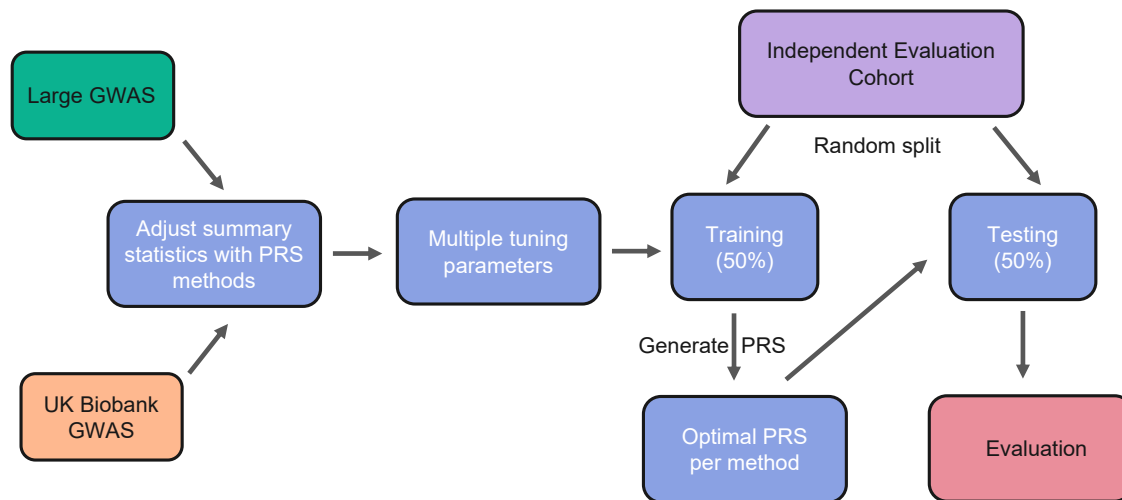 Independent Evaluation
Cohort
Large GWAS
Random split
Adjust summary
statistics with PRS
methods
Multiple tuning
parameters
Training
(50%)
Testing
(50%)
Generate PRS
UK Biobank
GWAS
Optimal PRS
per method
Evaluation